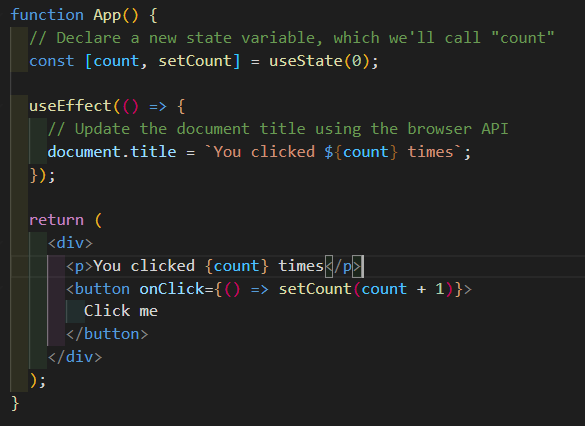 function App() {
  // Declare a new state variable, which we'll call "count"
  const [count, setCount] = useState(0);

  useEffect(() => {
    // Update the document title using the browser API
    document.title = `You clicked ${count} times`;
  });

  return (
    <div>
      <p>You clicked {count} times</p>
      <button onClick={() => setCount(count + 1)}>
        Click me
      </button>
    </div>
  );
}